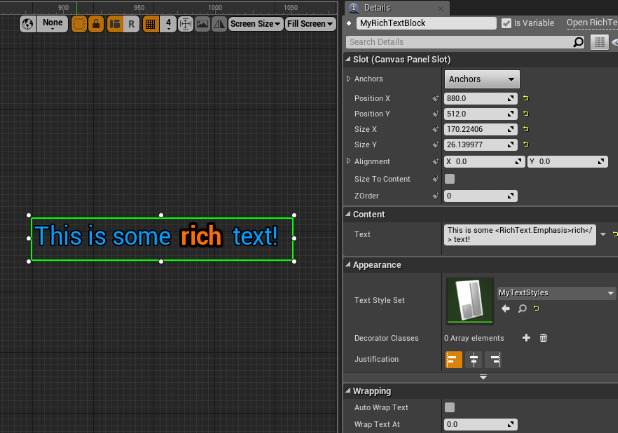 900
950
1000
1050
None
R
4
Screen Size
Fill Screen
This is some rich text!
Details
MyRichTextBlock
Is Variable
Open RichTe
Search Details
Slot (Canvas Panel Slot)
Anchors
Anchors
Position X
880.0
Position Y
512.0
Size X
170.22406
Size Y
26.139977
Alignment
X 0.0
Y 0.0
Size To Content
ZOrder
0
Content
Text
This is some <RichText.Emphasis>rich</
> text!
Appearance
Text Style Set
MyTextStyles
Decorator Classes
0 Array elements
Justification
Wrapping
Auto Wrap Text
Wrap Text At
0.0